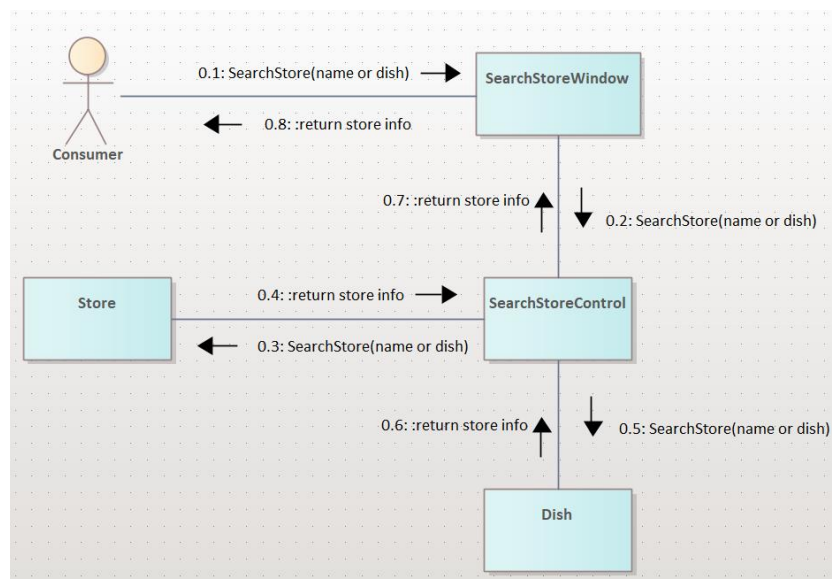 0.1: SearchStore(name or dish)
SearchStoreWindow
0.8: :return store info
Consumer
0.7: :return store info
0.2: SearchStore(name or dish)
Store
0.4: :return store info
SearchStoreControl
0.3: SearchStore(name or dish)
0.6: :return store info
0.5: SearchStore(name or dish)
Dish